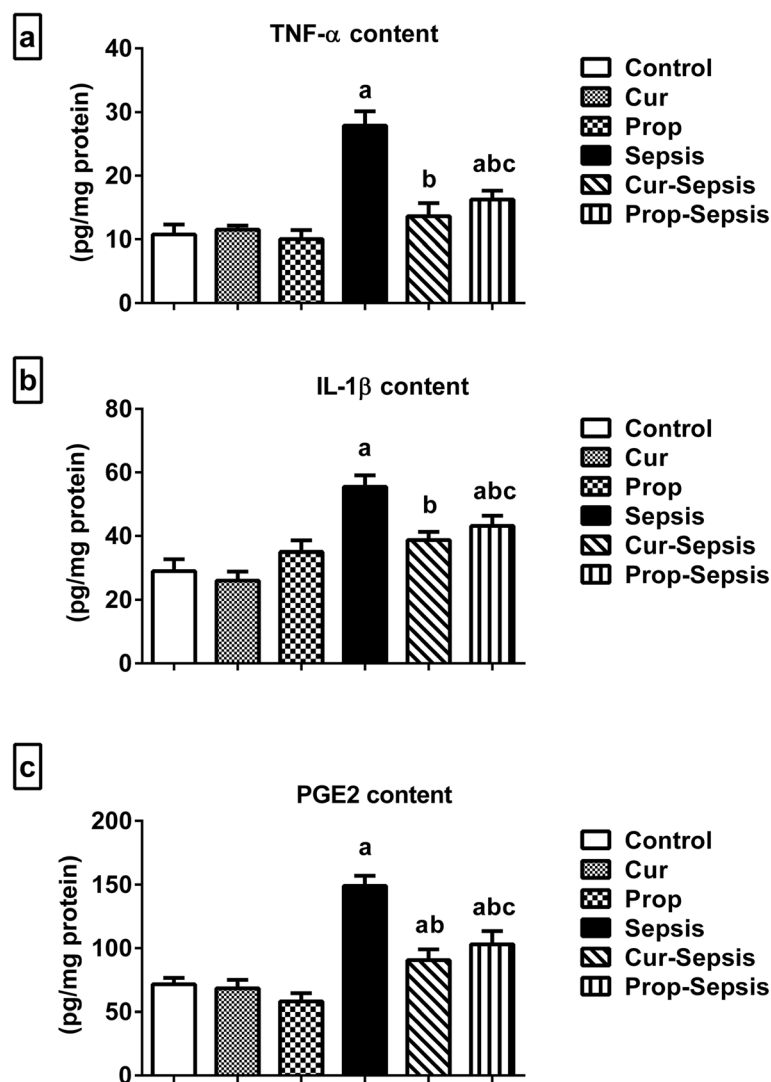 a
TNF-α content
(pg/mg protein)
40
30
20
10
0
a
b
abc
Control
Cur
Prop
Sepsis
Cur-Sepsis
Prop-Sepsis
b
IL-1β content
(pg/mg protein)
80
60
40
20
0
a
b
abc
Control
Cur
Prop
Sepsis
Cur-Sepsis
Prop-Sepsis
c
PGE2 content
(pg/mg protein)
200
150
100
50
0
a
ab
abc
Control
Cur
Prop
Sepsis
Cur-Sepsis
Prop-Sepsis